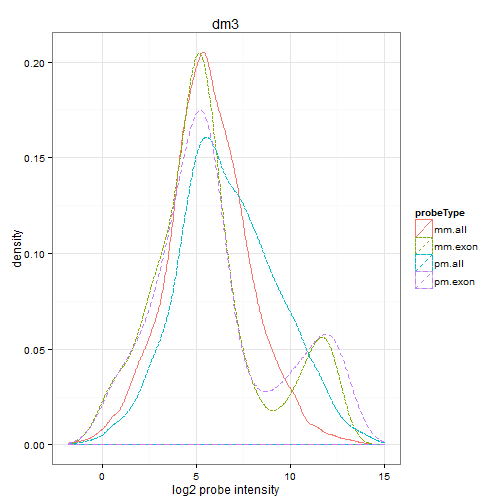 dm3
0.20
0.15
0.10
0.05
0.00
density
0
5
10
15
log2 probe intensity
probeType
mm.all
mm.exon
pm.all
pm.exon